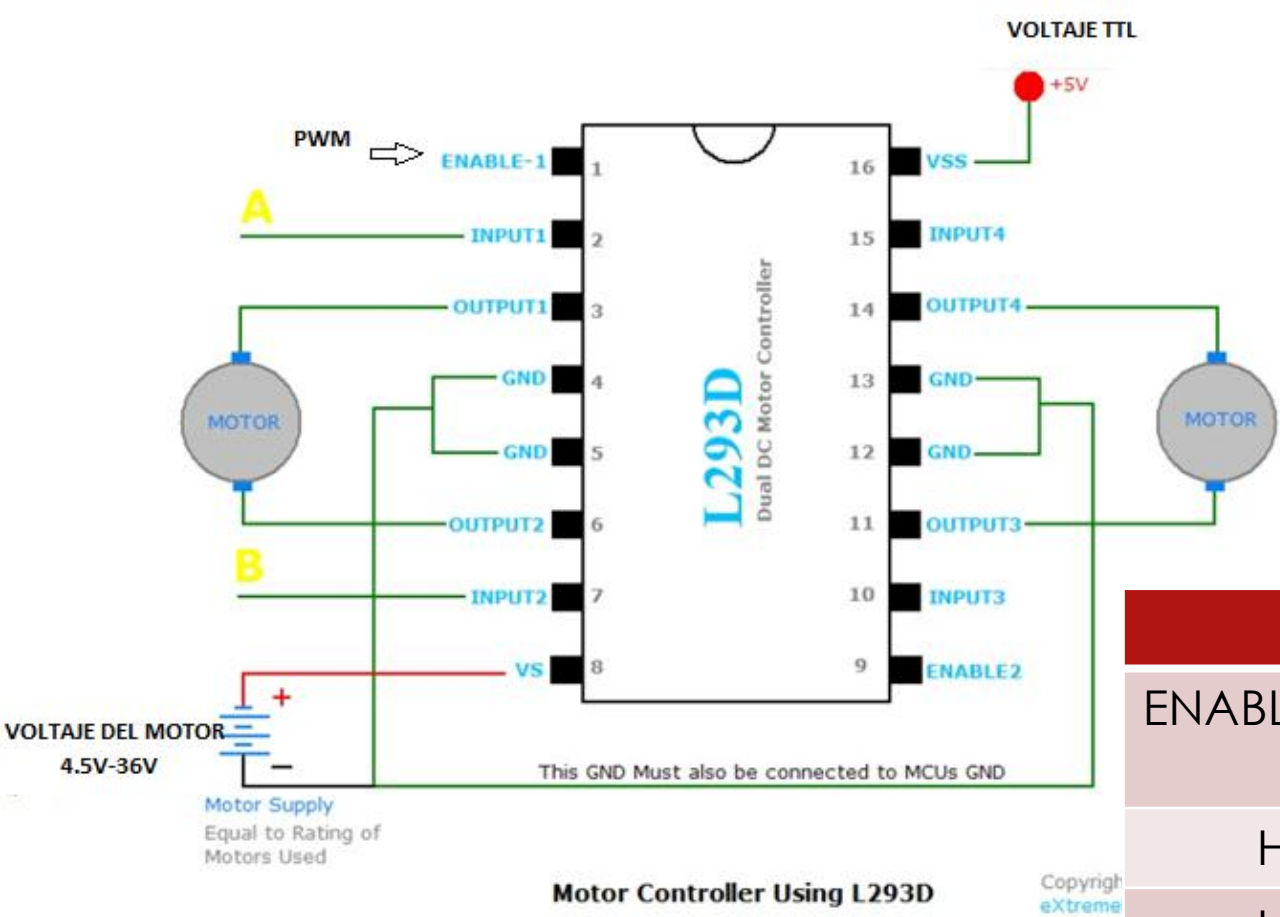 VOLTAJE TTL
+5V
PWM
ENABLE-1
1
16
VSS
A
INPUT1
2
15
INPUT4
OUTPUT1
3
14
OUTPUT4
GND
4
13
GND
MOTOR
L293D
Dual DC Motor Controller
MOTOR
GND
5
12
GND
OUTPUT2
6
11
OUTPUT3
B
INPUT2
7
10
INPUT3
VS
8
9
ENABLE2
+
VOLTAJE DEL MOTOR
4.5V-36V
−
This GND Must also be connected to MCUs GND
Motor Supply
Equal to Rating of
Motors Used
Motor Controller Using L293D
Copyrigh
eXtreme
ENABL
H